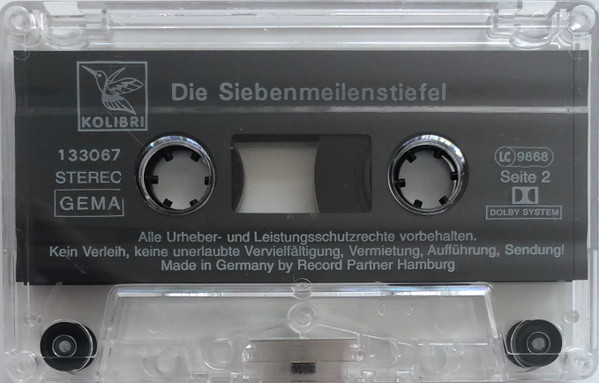 KOLIBRI
Die Siebenmeilenstiefel
133067
STEREO
GEMA
LC 9868
Seite 2
DOLBY SYSTEM
Alle Urheber- und Leistungsschutzrechte vorbehalten.
Kein Verleih, keine unerlaubte Vervielfältigung, Vermietung, Aufführung, Sendung!
Made in Germany by Record Partner Hamburg